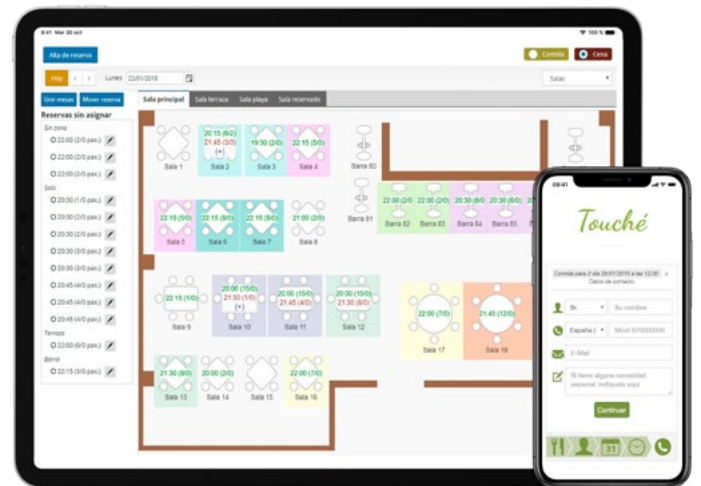 9:41 Mar 30 oct
100 %
Alta de reserva
Comida
Cena
Hoy < > Lunes 22/01/2018
Salas
Unir mesas Mover reserva
Sala principal Sala terraza Sala playa Sala reservado
Reservas sin asignar
Sin zona
22:00 (2/0 pax.)
22:00 (2/0 pax.)
22:00 (2/0 pax.)
Sala
20:30 (1/0 pax.)
20:30 (2/0 pax.)
20:30 (2/0 pax.)
20:30 (3/0 pax.)
20:30 (3/0 pax.)
20:45 (4/0 pax.)
20:45 (4/0 pax.)
20:45 (4/0 pax.)
Terraza
22:00 (6/0 pax.)
Barra
22:15 (3/0 pax.)
Sala 1
20:15 (6/2)
21:45 (3/0)
(+)
Sala 2
19:30 (2/0)
Sala 3
22:15 (5/0)
Sala 4
Barra 80
22:15 (5/0)
Sala 5
22:15 (8/0)
Sala 6
22:15 (8/0)
Sala 7
21:00 (2/0)
Sala 8
Barra 81
22:00 (2/0)
Barra 82
22:00 (2/0)
Barra 83
20:30 (8/0)
Barra 84
20:30 (8/0)
Barra 85
22:15 (1/0)
Sala 9
20:00 (15/0)
21:30 (1/0)
(+)
Sala 10
20:00 (15/0)
21:45 (4/0)
Sala 11
20:00 (15/0)
21:30 (8/0)
Sala 12
22:00 (7/0)
Sala 17
21:45 (12/0)
Sala 18
21:30 (8/0)
Sala 13
20:00 (2/0)
Sala 14
Sala 15
22:00 (7/0)
Sala 16
09:41
Touché
Comida para 2 día 25/01/2019 a las 12:30
Datos de contacto
Sr.
Su nombre
España (
Móvil 670000000
E-Mail
Si tiene alguna necesidad
especial, indíquela aquí.
Continuar
31